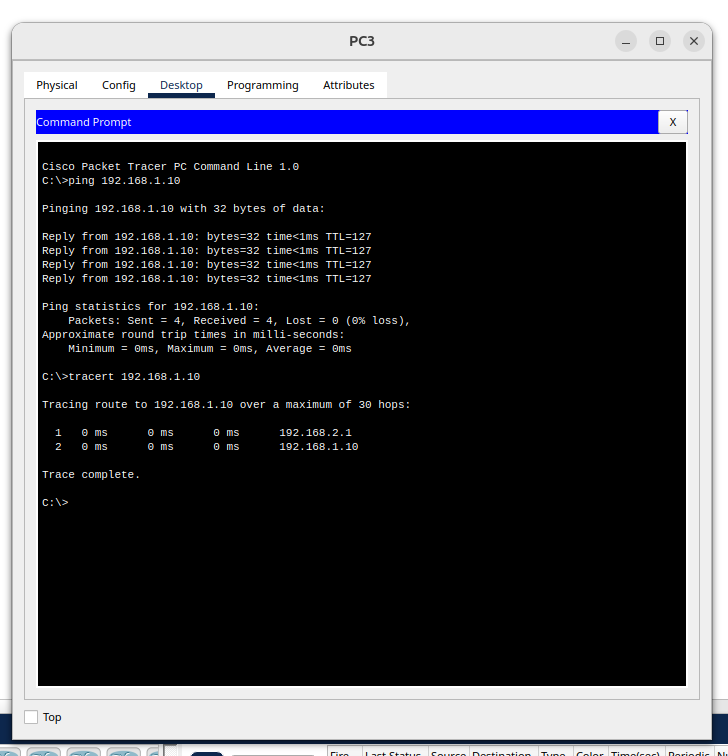 PC3
Physical Config Desktop Programming Attributes
Command Prompt X
Cisco Packet Tracer PC Command Line 1.0
C:\>ping 192.168.1.10
Pinging 192.168.1.10 with 32 bytes of data:
Reply from 192.168.1.10: bytes=32 time<1ms TTL=127
Reply from 192.168.1.10: bytes=32 time<1ms TTL=127
Reply from 192.168.1.10: bytes=32 time<1ms TTL=127
Reply from 192.168.1.10: bytes=32 time<1ms TTL=127
Ping statistics for 192.168.1.10:
Packets: Sent = 4, Received = 4, Lost = 0 (0% loss),
Approximate round trip times in milli-seconds:
Minimum = 0ms, Maximum = 0ms, Average = 0ms
C:\>tracert 192.168.1.10
Tracing route to 192.168.1.10 over a maximum of 30 hops:
1 0 ms 0 ms 0 ms 192.168.2.1
2 0 ms 0 ms 0 ms 192.168.1.10
Trace complete.
C:\>
Top
Fire Last Status Source Destination Type Color Time(sec) Periodic